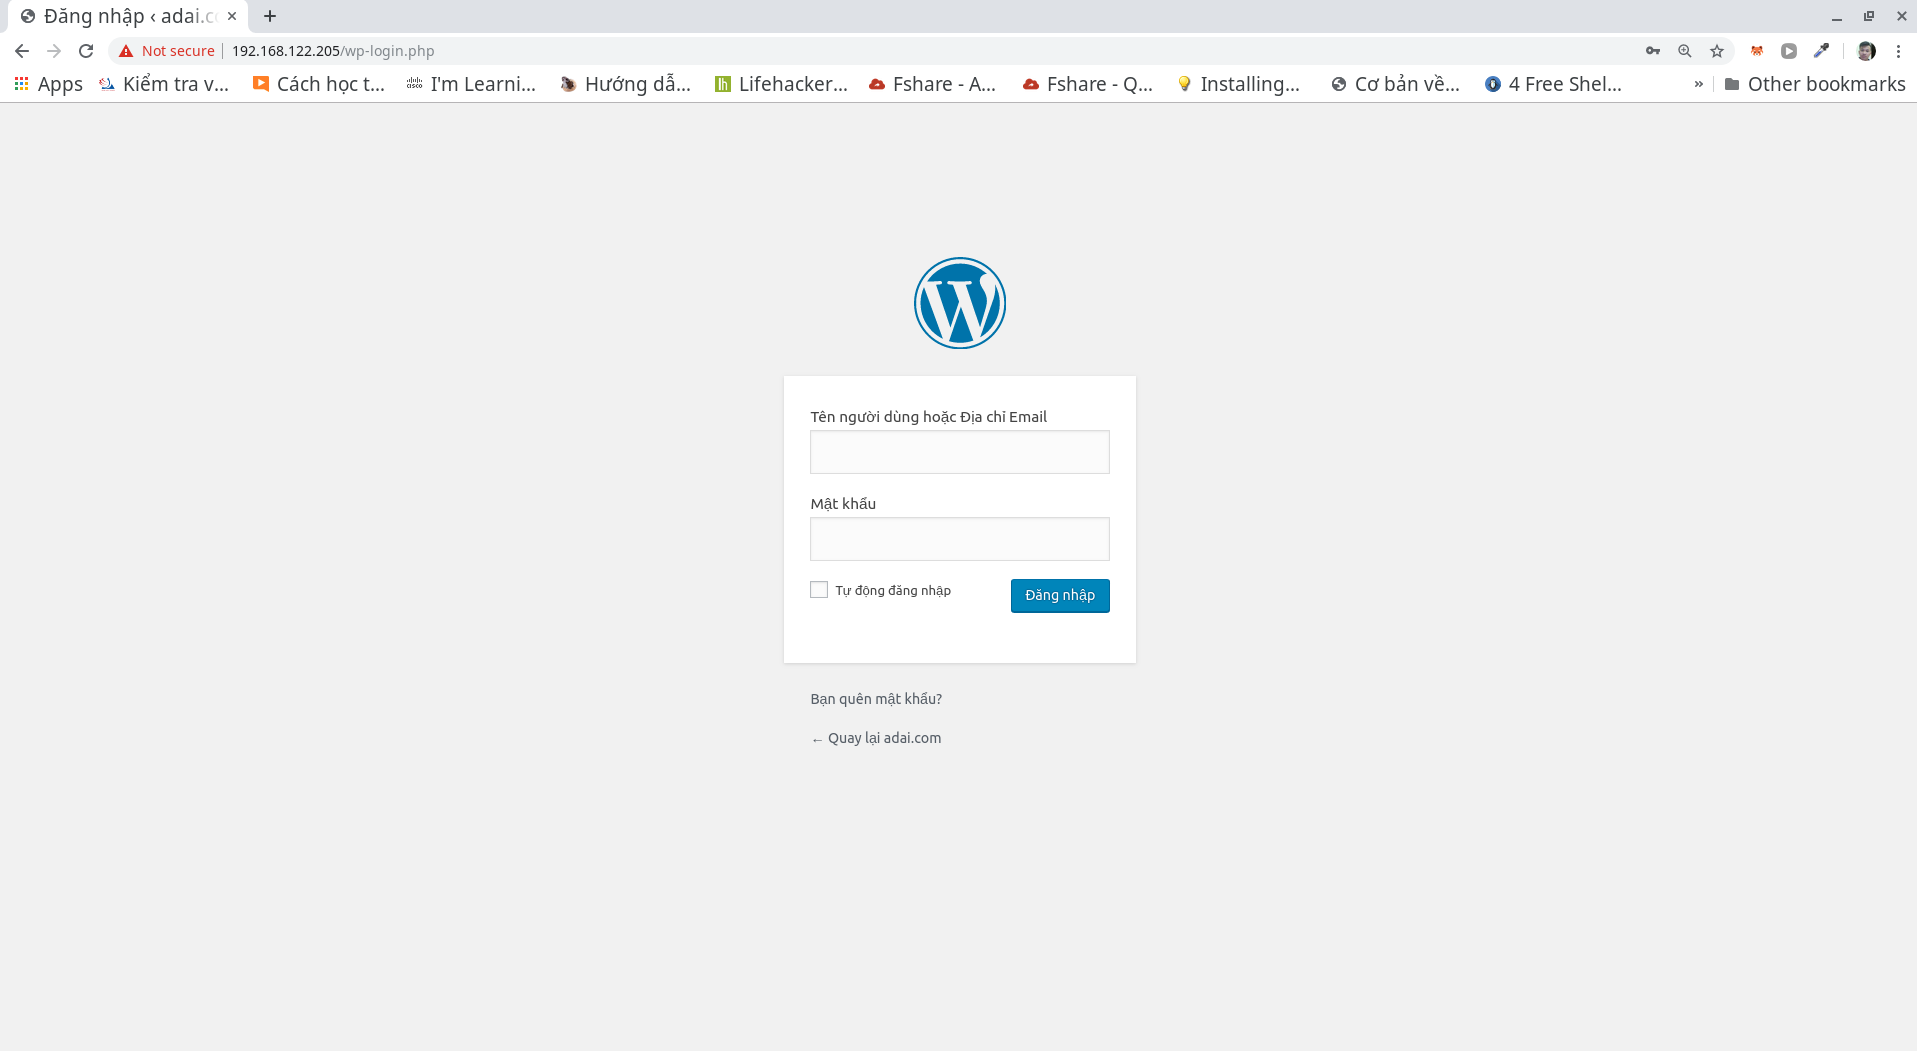 Đăng nhập ‹ adai.co
Not secure 192.168.122.205/wp-login.php
Apps Kiểm tra v... Cách học t... I'm Learni... Hướng dẫ... Lifehacker... Fshare - A... Fshare - Q... Installing... Cơ bản về... 4 Free Shel... » Other bookmarks
Tên người dùng hoặc Địa chỉ Email
Mật khẩu
Tự động đăng nhập Đăng nhập
Bạn quên mật khẩu?
← Quay lại adai.com